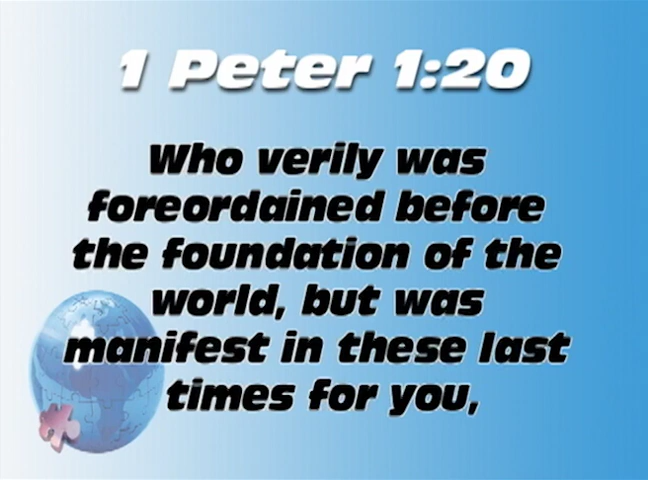 1 Peter 1:20
Who verily was
foreordained before
the foundation of the
world, but was
manifest in these last
times for you,